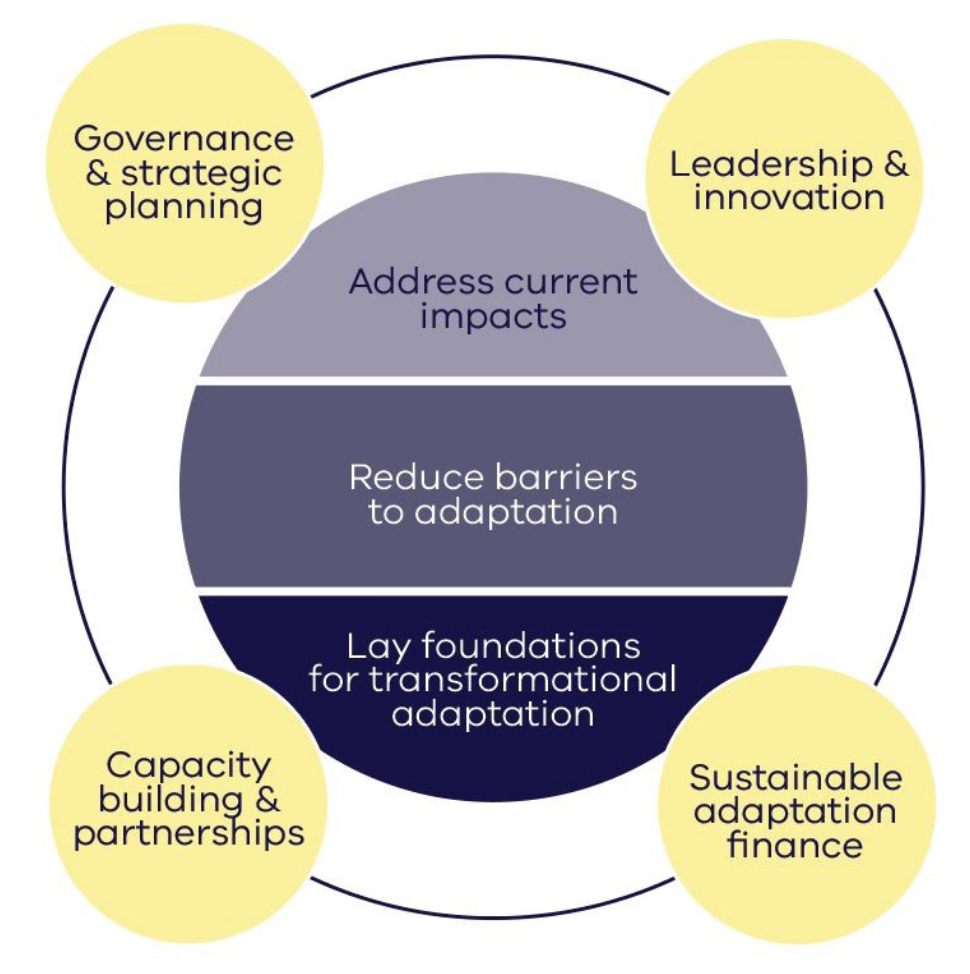 Governance
& strategic
planning
Leadership &
innovation
Address current
impacts
Reduce barriers
to adaptation
Lay foundations
for transformational
adaptation
Capacity
building &
partnerships
Sustainable
adaptation
finance